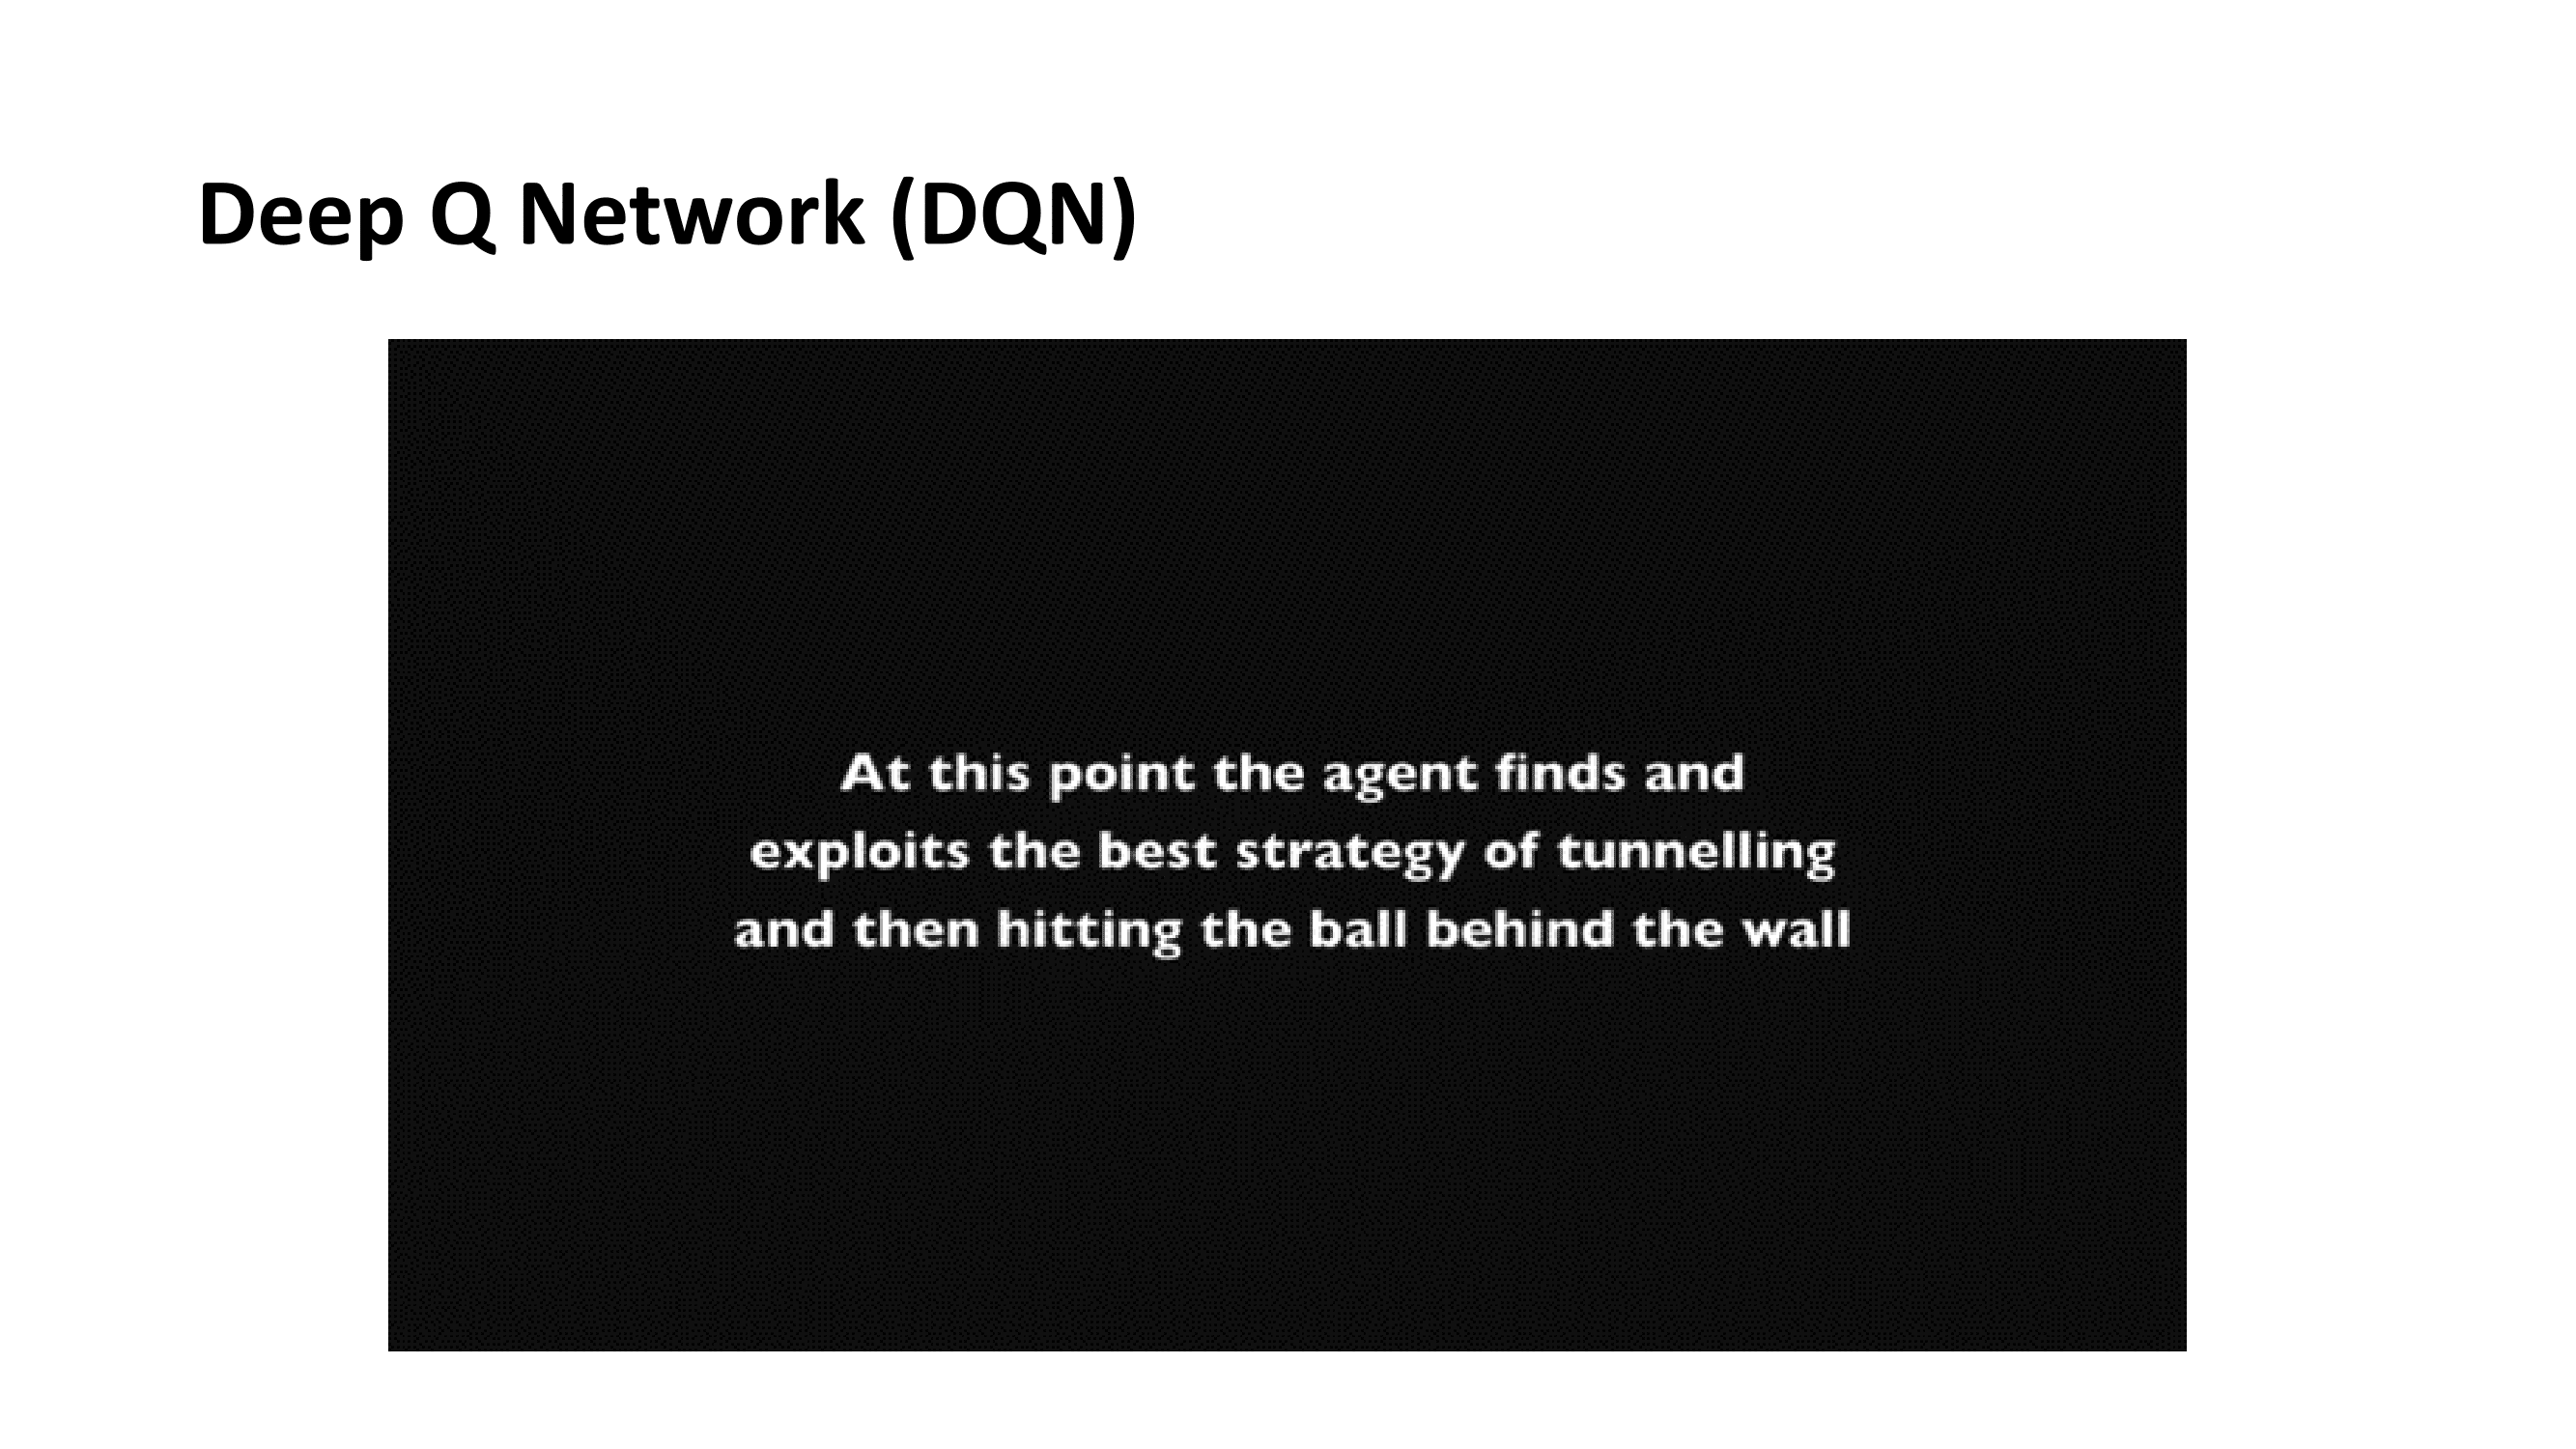 Deep Q Network (DQN)
At this point the agent finds and
exploits the best strategy of tunnelling
and then hitting the ball behind the wall